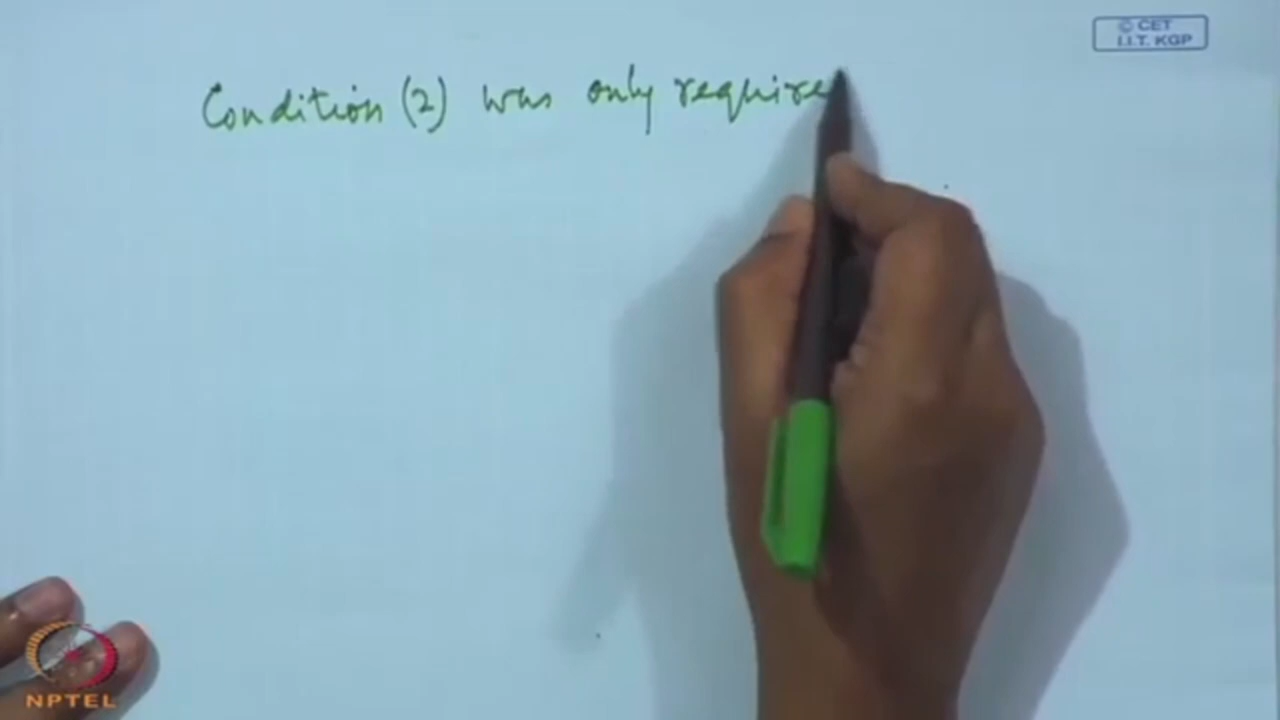 © CET
I.I.T. KGP
Condition (2) was only require
NPTEL